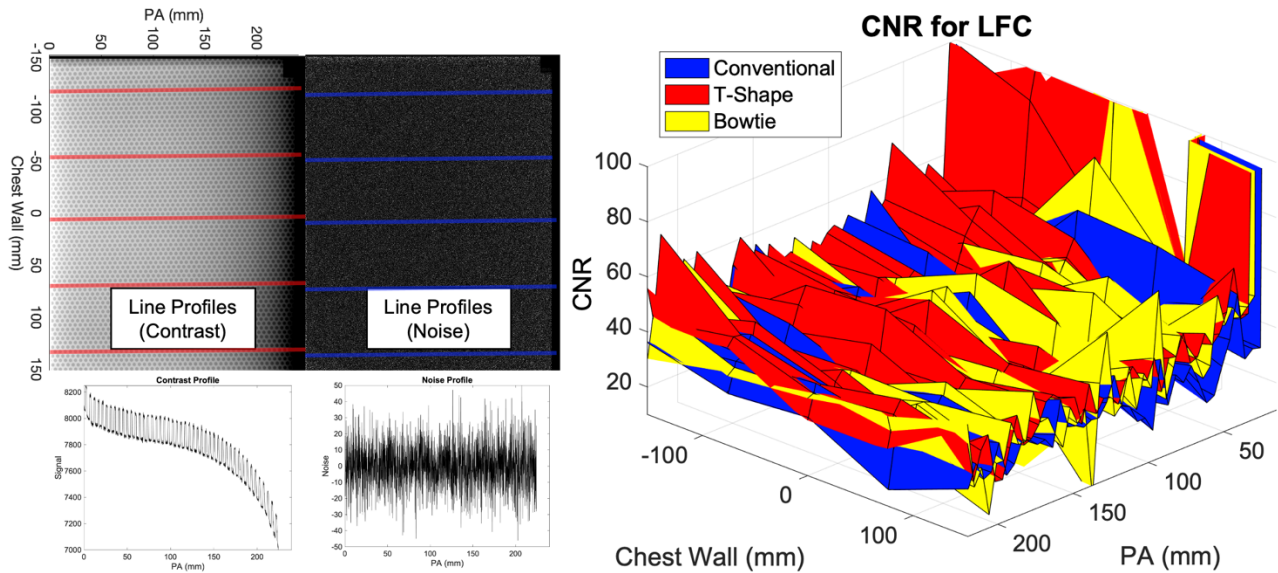 PA (mm)
0
50
100
150
200
-150
-100
-50
0
50
100
150
Chest Wall (mm)
Line Profiles
(Contrast)
Line Profiles
(Noise)
Contrast Profile
8200
8000
7800
7600
7400
7200
7000
Signal
0
50
100
150
200
PA (mm)
Noise Profile
50
40
30
20
10
0
-10
-20
-30
-40
-50
Noise
0
50
100
150
200
PA (mm)
CNR for LFC
Conventional
T-Shape
Bowtie
100
80
60
40
20
CNR
-100
0
100
Chest Wall (mm)
200
150
100
50
PA (mm)